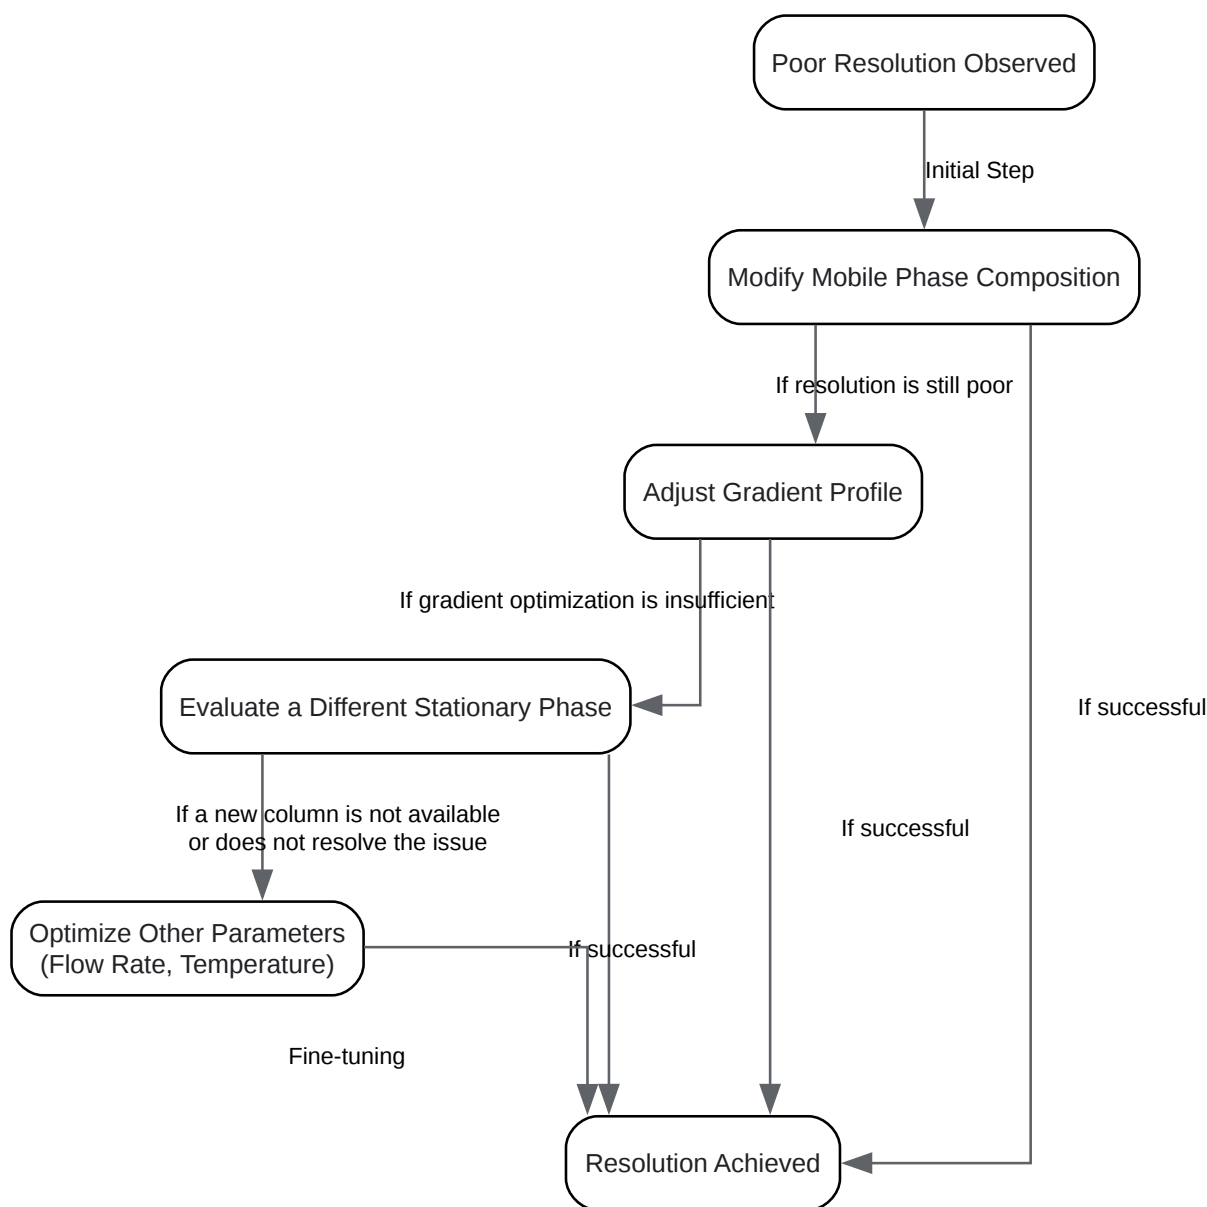 Poor Resolution Observed
Initial Step
Modify Mobile Phase Composition
If resolution is still poor
Adjust Gradient Profile
If gradient optimization is insufficient
Evaluate a Different Stationary Phase
If successful
If a new column is not available
or does not resolve the issue
If successful
Optimize Other Parameters
(Flow Rate, Temperature)
If successful
Fine-tuning
Resolution Achieved